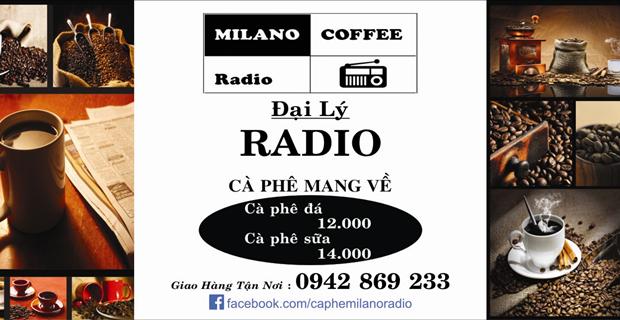 MILANO COFFEE
Radio
Đại Lý
RADIO
CÀ PHÊ MANG VỀ
Cà phê đá
12.000
Cà phê sữa
14.000
Giao Hàng Tận Nơi : 0942 869 233
facebook.com/caphemilanoradio